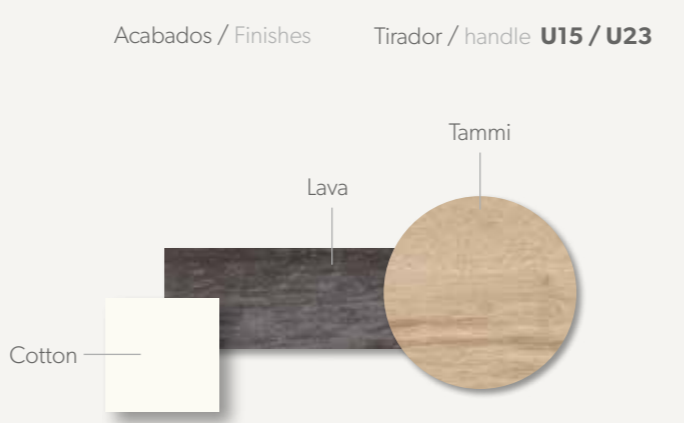 Acabados / Finishes
Tirador / handle U15 / U23
Tammi
Lava
Cotton